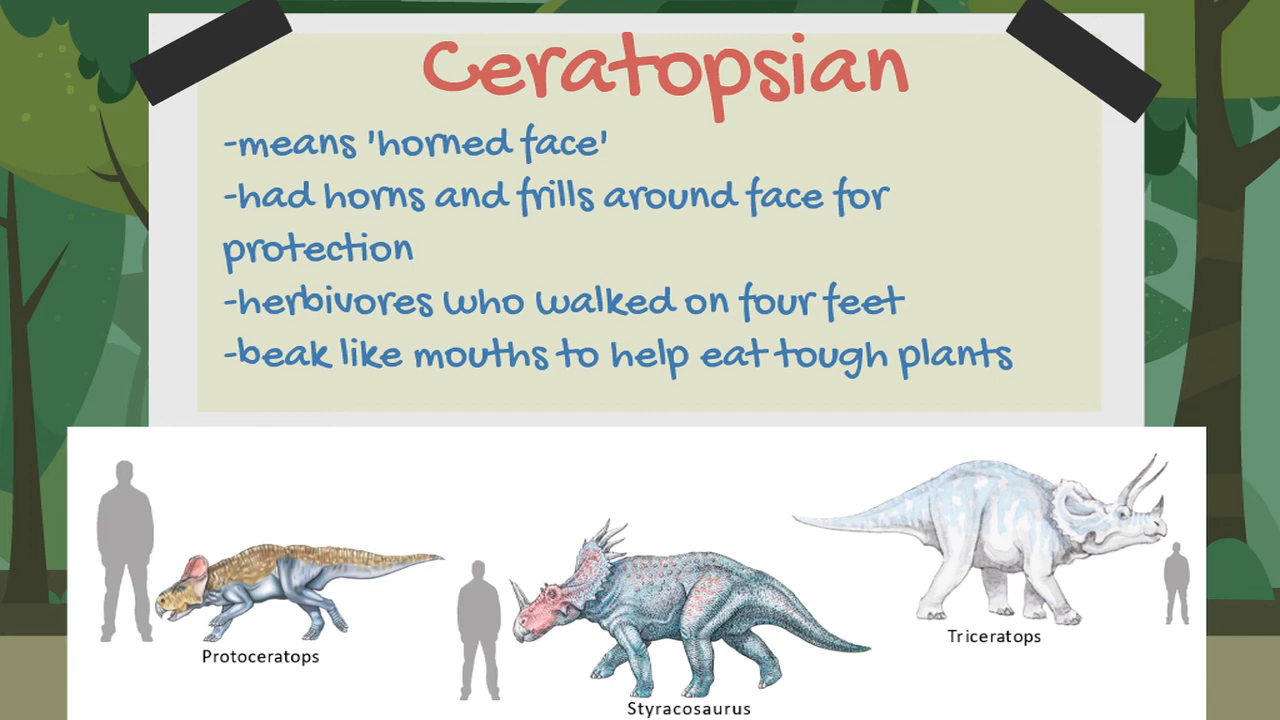 Ceratopsian
-means 'horned face'
-had horns and frills around face for
protection
-herbivores who walked on four feet
-beak like mouths to help eat tough plants
Protoceratops
Styracosaurus
Triceratops